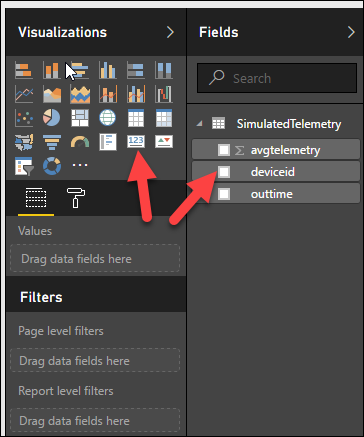 Visualizations
123
Values
Drag data fields here
Filters
Page level filters
Drag data fields here
Report level filters
Drag data fields here
Fields
Search
SimulatedTelemetry
Σ avgtelemetry
deviceid
outtime